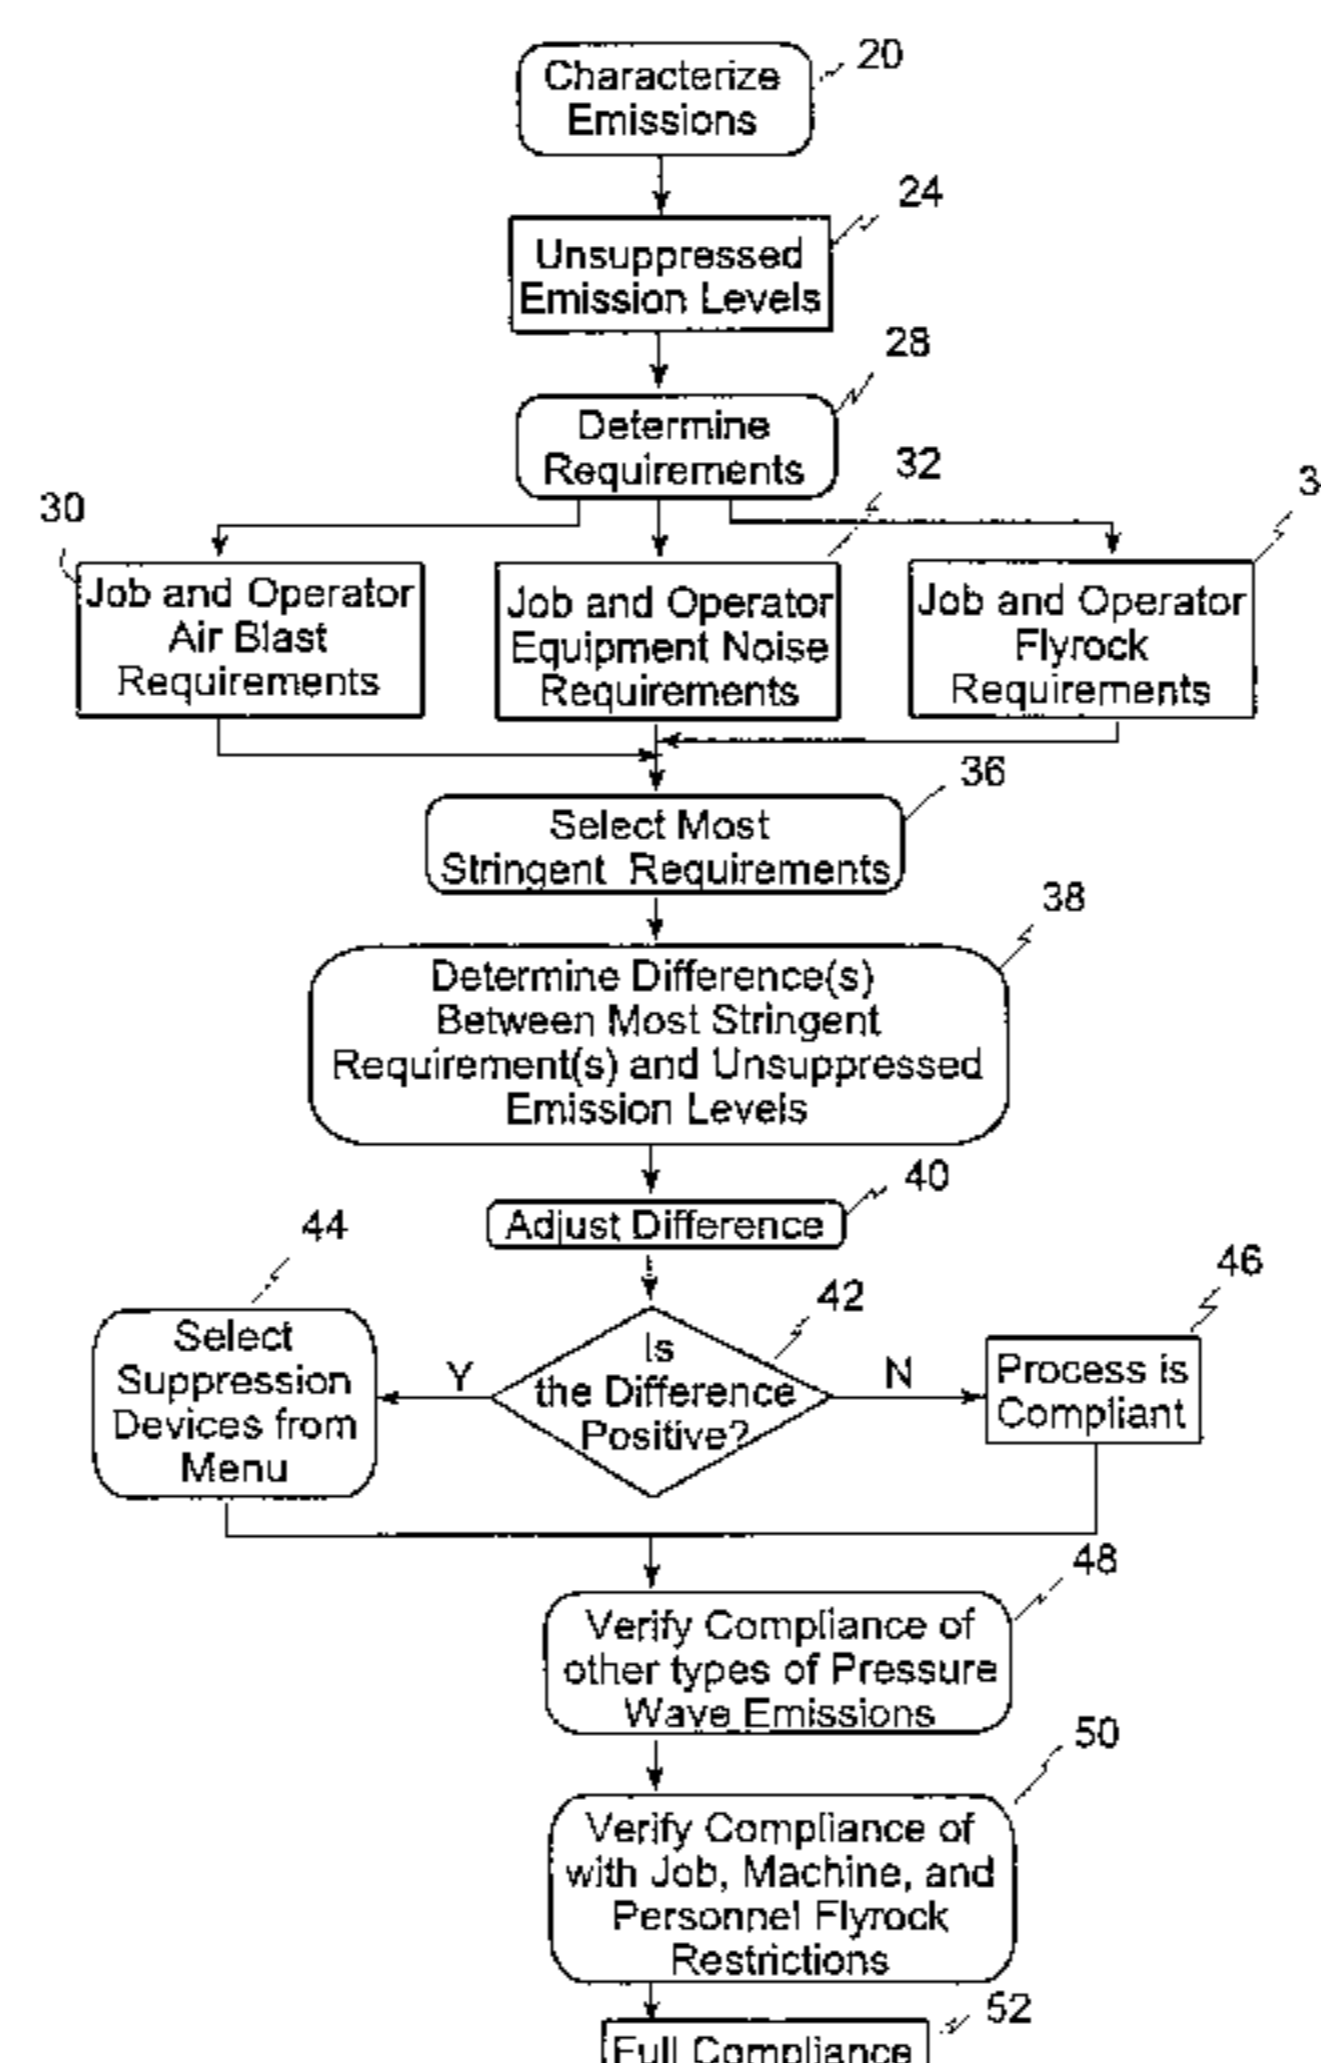 20
Characterize
Emissions
24
Unsuppressed
Emission Levels
28
Determine
Requirements
30
32
3
Job and Operator
Air Blast
Requirements
Job and Operator
Equipment Noise
Requirements
Job and Operator
Flyrock
Requirements
36
Select Most
Stringent Requirements
38
Determine Difference(s)
Between Most Stringent
Requirement(s) and Unsuppressed
Emission Levels
40
Adjust Difference
44
42
46
Select
Suppression
Devices from
Menu
Y
Is
the Difference
Positive?
N
Process is
Compliant
48
Verify Compliance of
other types of Pressure
Wave Emissions
50
Verify Compliance of
with Job, Machine, and
Personnel Flyrock
Restrictions
52
Full Compliance